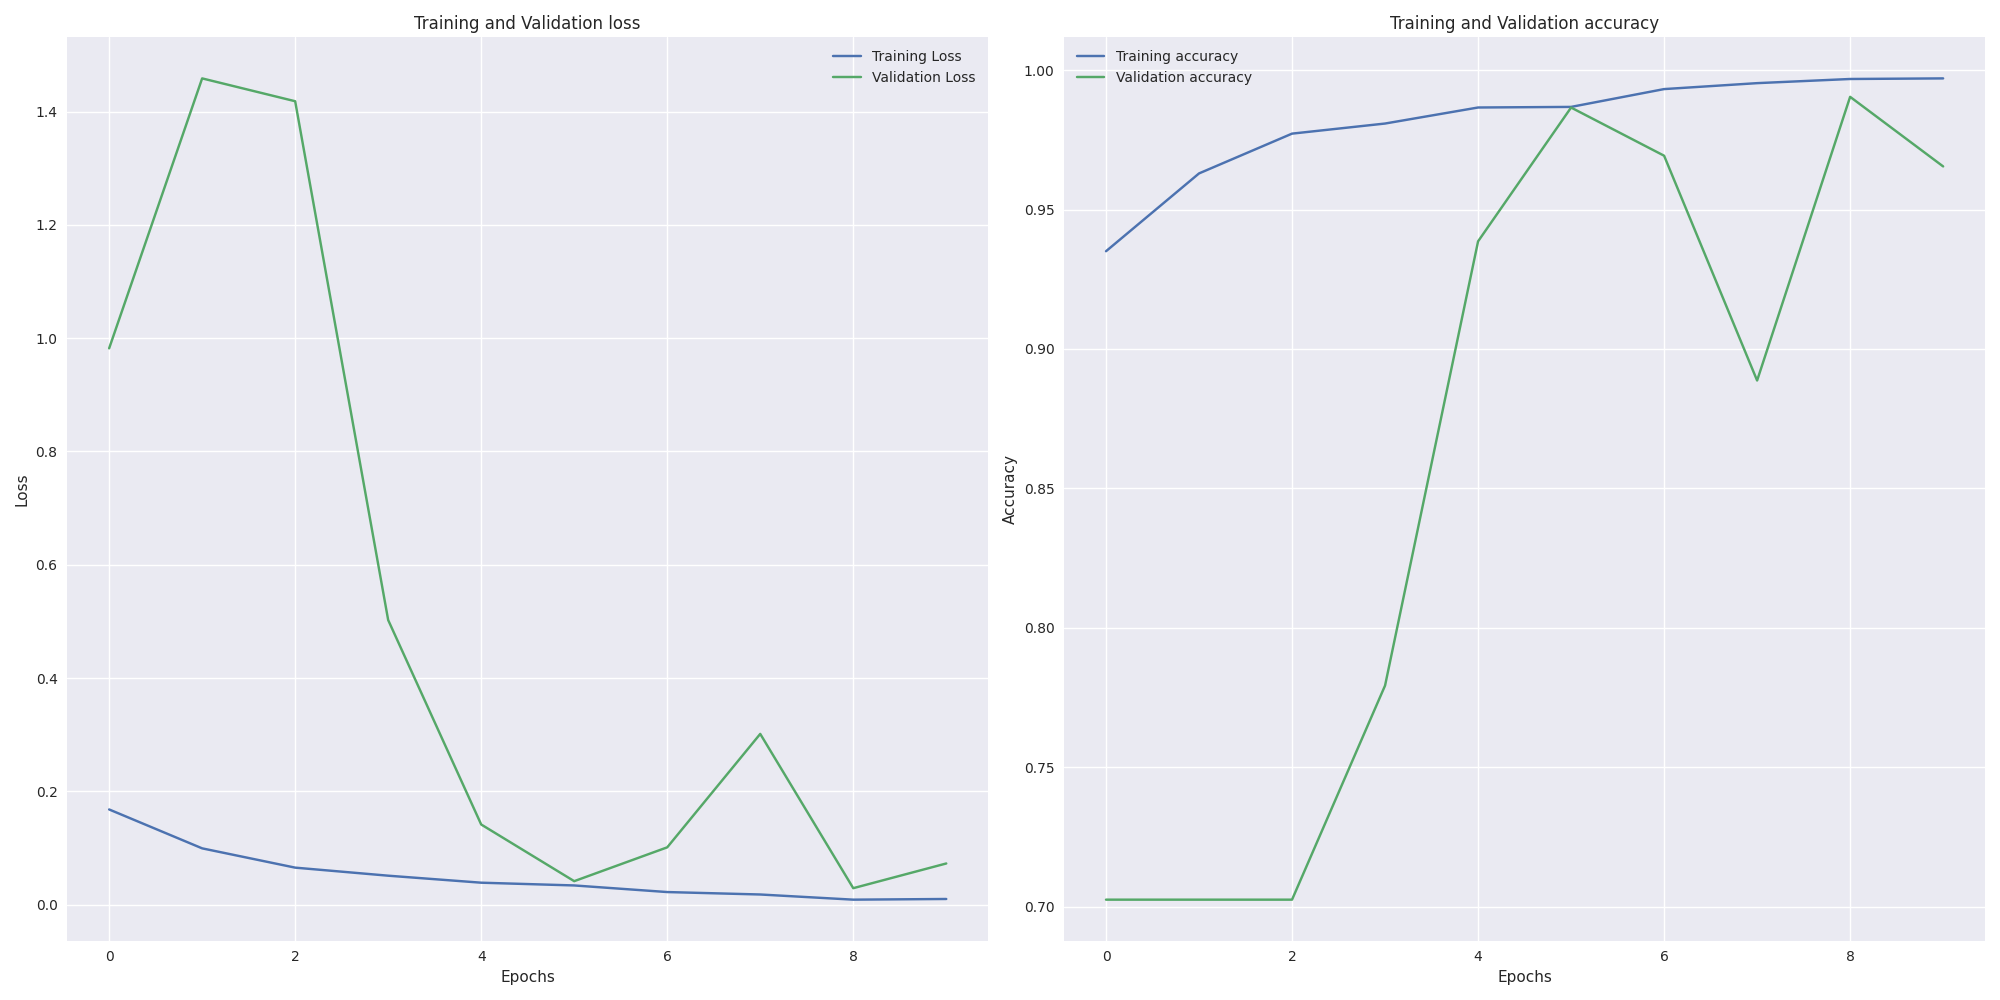 Training and Validation loss
Training Loss
Validation Loss
1.4
1.2
1.0
0.8
0.6
0.4
0.2
0.0
Loss
0 2 4 6 8
Epochs
Training and Validation accuracy
Training accuracy
Validation accuracy
1.00
0.95
0.90
0.85
0.80
0.75
0.70
Accuracy
0 2 4 6 8
Epochs